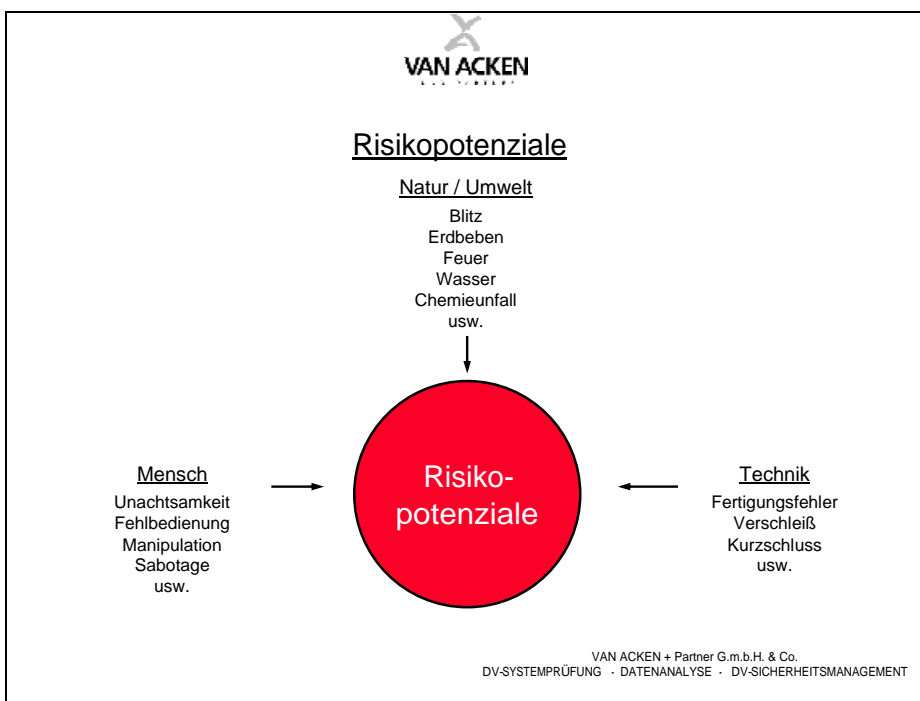 VAN ACKEN
Risikopotenziale
Natur / Umwelt
Blitz
Erdbeben
Feuer
Wasser
Chemieunfall
usw.
Mensch
Unachtsamkeit
Fehlbedienung
Manipulation
Sabotage
usw.
Risiko-
potenziale
Technik
Fertigungsfehler
Verschleiß
Kurzschluss
usw.
VAN ACKEN + Partner G.m.b.H. & Co.
DV-SYSTEMPRÜFUNG · DATENANALYSE · DV-SICHERHEITSMANAGEMENT